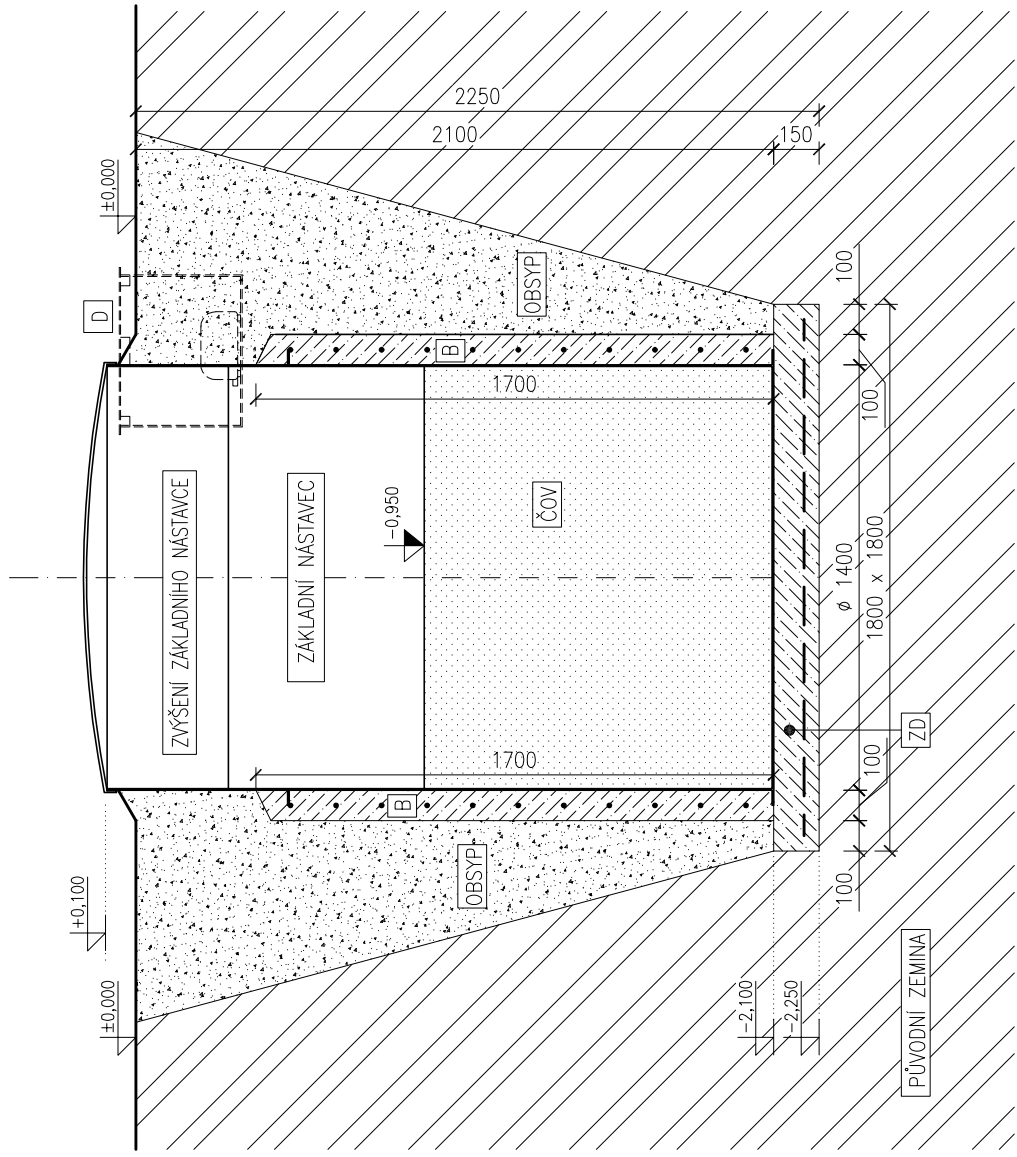 ±0,000
+0,100
±0,000
D
2250
2100
150
ZVÝŠENÍ ZÁKLADNÍHO NÁSTAVCE
ZÁKLADNÍ NÁSTAVEC
-0,950
ČOV
1700
1700
B
B
OBSYP
OBSYP
-2,100
-2,250
100
100
ϕ 1400
100
100
1800 x 1800
ZD
PŮVODNÍ ZEMINA